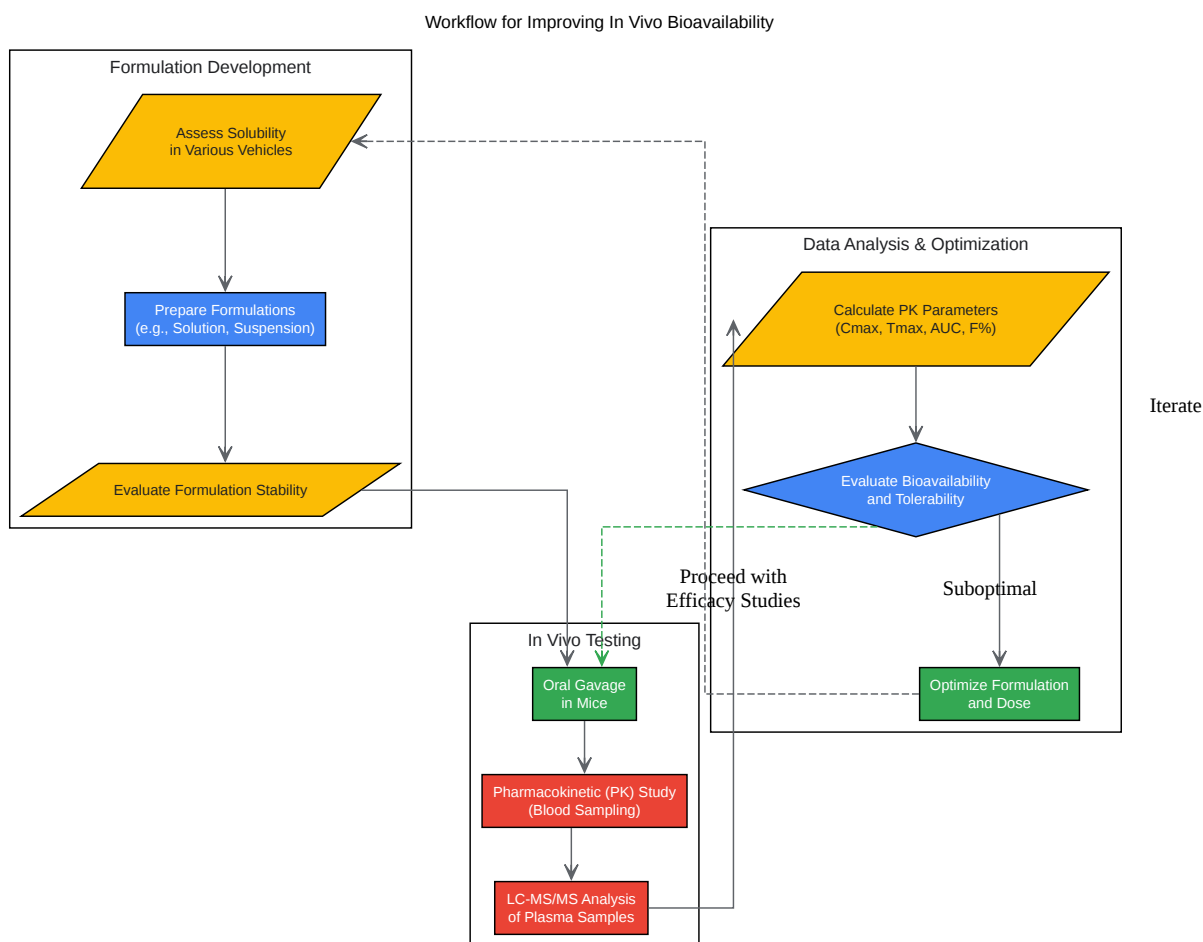 Workflow for Improving In Vivo Bioavailability
Formulation Development
Assess Solubility
in Various Vehicles
Prepare Formulations
(e.g., Solution, Suspension)
Evaluate Formulation Stability
Data Analysis & Optimization
Calculate PK Parameters
(Cmax, Tmax, AUC, F%)
Iterate
Evaluate Bioavailability
and Tolerability
Proceed with
Efficacy Studies
Suboptimal
Optimize Formulation
and Dose
In Vivo Testing
Oral Gavage
in Mice
Pharmacokinetic (PK) Study
(Blood Sampling)
LC-MS/MS Analysis
of Plasma Samples